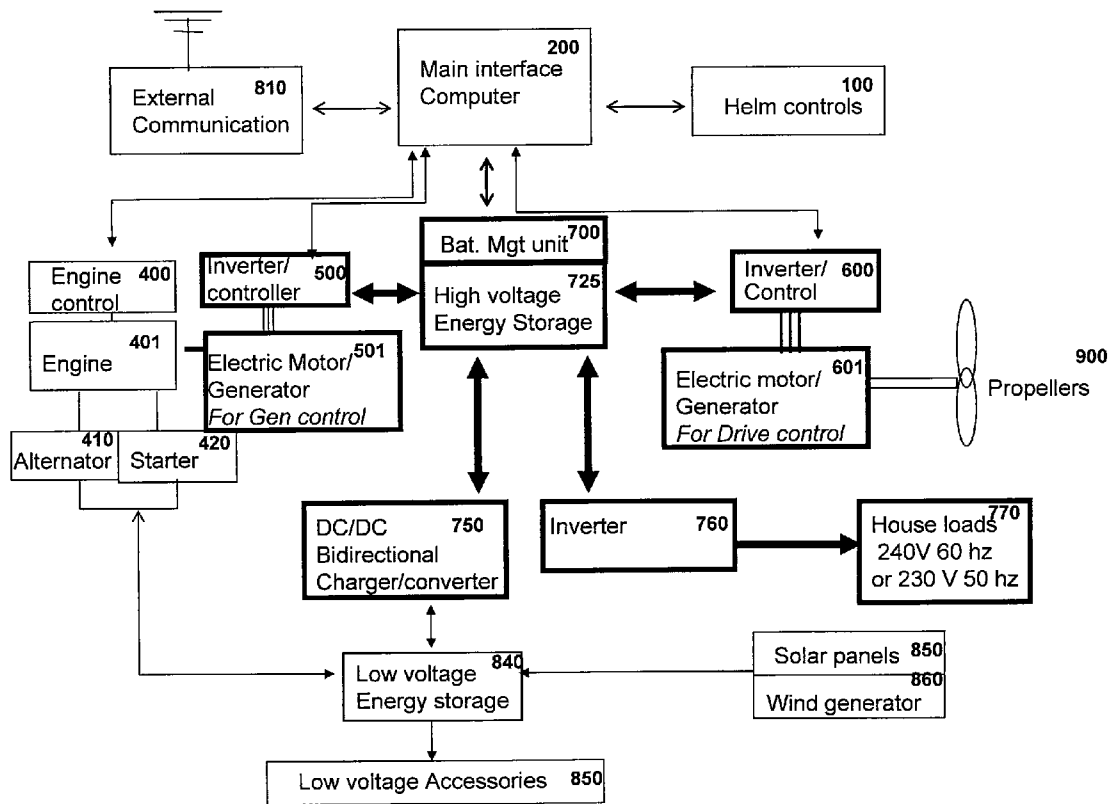 200
Main interface
Computer
810
External
Communication
100
Helm controls
700
Bat. Mgt unit
725
High voltage
Energy Storage
400
Engine
control
500
Inverter/
controller
600
Inverter/
Control
401
Engine
501
Electric Motor/
Generator
For Gen control
601
Electric motor/
Generator
For Drive control
900
Propellers
410
Alternator
420
Starter
750
DC/DC
Bidirectional
Charger/converter
760
Inverter
770
House loads
240V 60 hz
or 230 V 50 hz
840
Low voltage
Energy storage
Solar panels 850
860
Wind generator
Low voltage Accessories 850